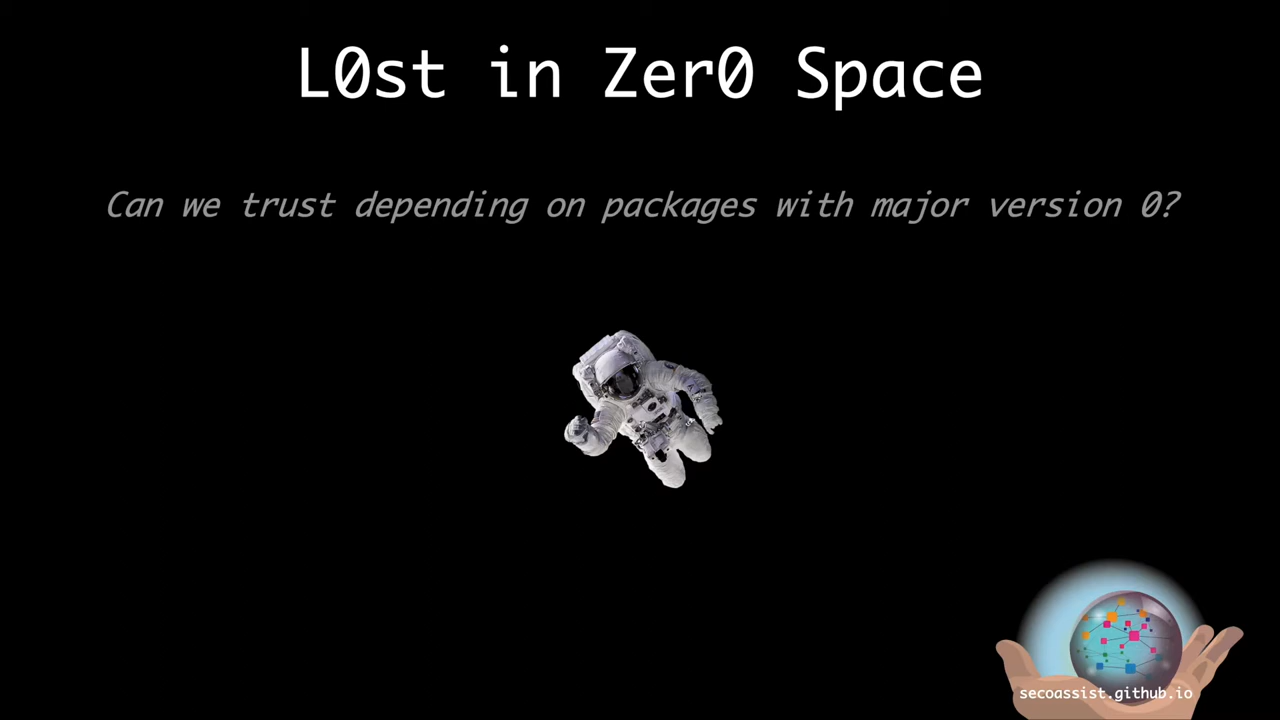 L0st in Zer0 Space
Can we trust depending on packages with major version 0?
secoassist.github.io